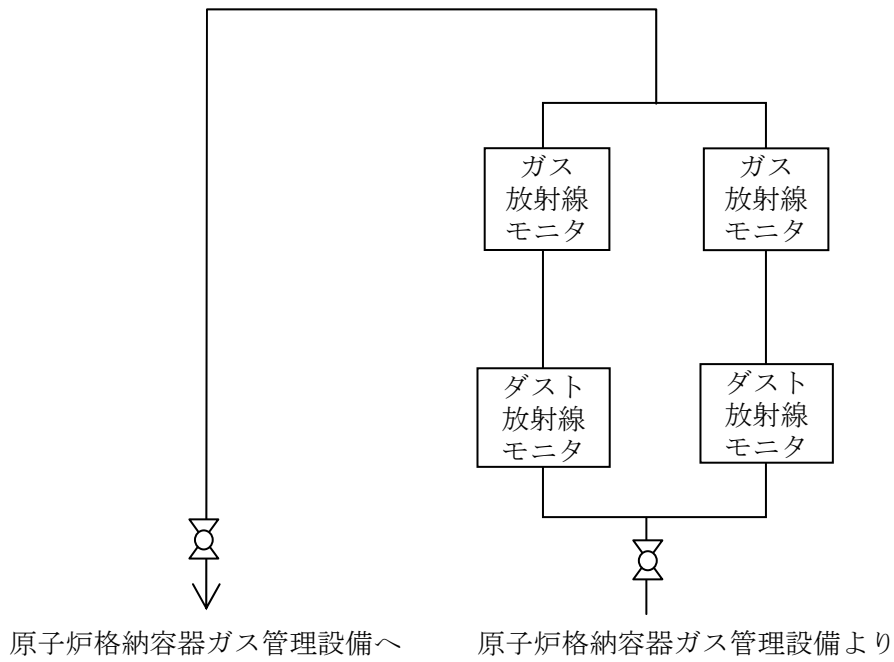 ガス
放射線
モニタ
ガス
放射線
モニタ
ダスト
放射線
モニタ
ダスト
放射線
モニタ
原子炉格納容器ガス管理設備へ
原子炉格納容器ガス管理設備より